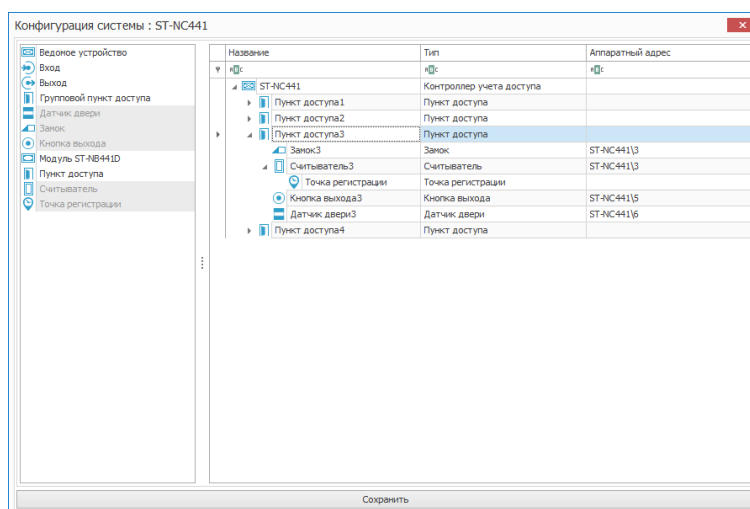 Конфигурация системы : ST-NC441
Ведомое устройство
Вход
Выход
Групповой пункт доступа
Датчик двери
Замок
Кнопка выхода
Модуль ST-NB441D
Пункт доступа
Считыватель
Точка регистрации
Название Тип Аппаратный адрес
ST-NC441 Контроллер учета доступа
Пункт доступа1 Пункт доступа
Пункт доступа2 Пункт доступа
Пункт доступа3 Пункт доступа
Замок3 Замок ST-NC441\3
Считыватель3 Считыватель ST-NC441\3
Точка регистрации Точка регистрации
Кнопка выхода3 Кнопка выхода ST-NC441\5
Датчик двери3 Датчик двери ST-NC441\6
Пункт доступа4 Пункт доступа
Сохранить